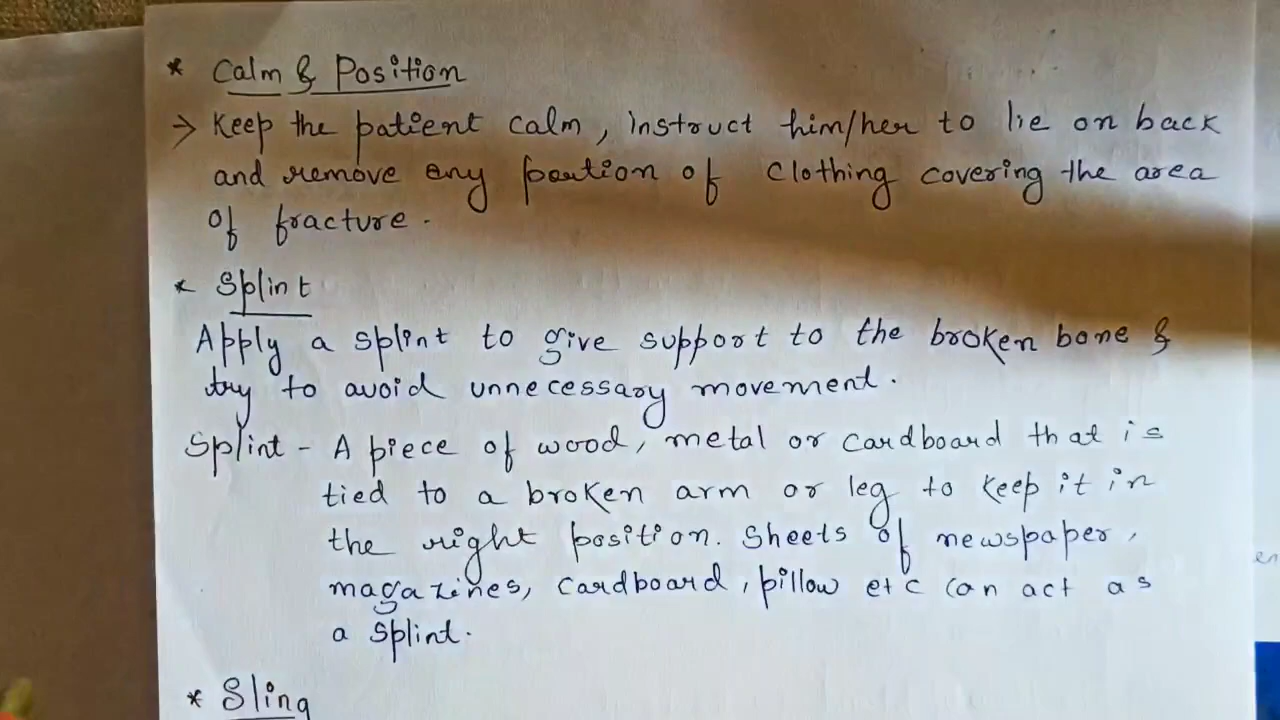 * Calm & Position
→ Keep the patient calm, instruct him/her to lie on back
and remove any portion of clothing covering the area
of fracture.
* Splint
Apply a splint to give support to the broken bone &
try to avoid unnecessary movement.
Splint - A piece of wood, metal or cardboard that is
tied to a broken arm or leg to keep it in
the right position. Sheets of newspaper,
magazines, cardboard, pillow etc can act as
a splint.
* Sling